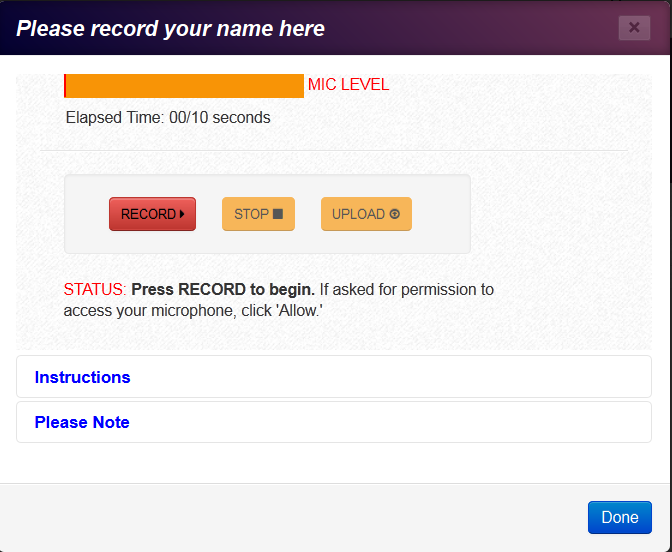 Please record your name here
MIC LEVEL
Elapsed Time: 00/10 seconds
RECORD STOP UPLOAD
STATUS: Press RECORD to begin. If asked for permission to
access your microphone, click 'Allow.'
Instructions
Please Note
Done